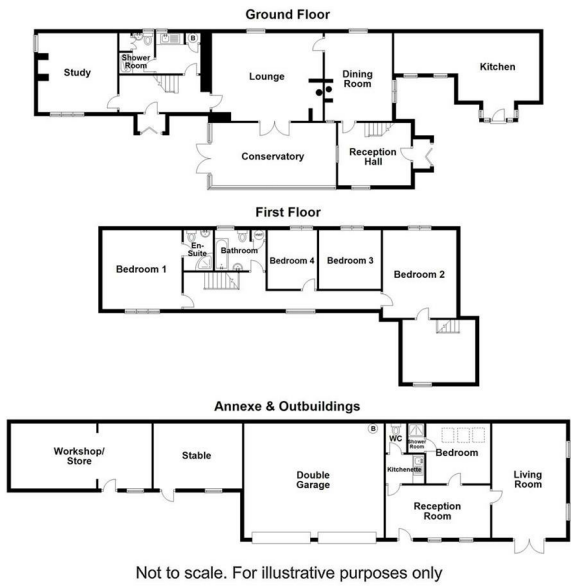 Ground Floor
Study
Shower
Room
B
Lounge
Dining
Room
Kitchen
Conservatory
Reception
Hall
First Floor
Bedroom 1
En-
Suite
Bathroom
Bedroom 4
Bedroom 3
Bedroom 2
Annexe & Outbuildings
Workshop/
Store
Stable
Double
Garage
B
WC
Shower
Room
Kitchenette
Bedroom
Reception
Room
Living
Room
Not to scale. For illustrative purposes only